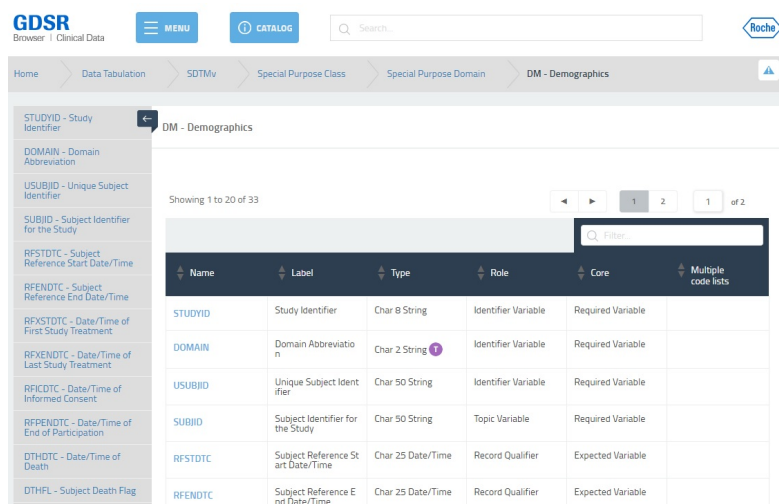 GDSR
Browser | Clinical Data
MENU
CATALOG
Search...
Roche
Home
Data Tabulation
SDTMv
Special Purpose Class
Special Purpose Domain
DM - Demographics
STUDYID - Study
Identifier
DOMAIN - Domain
Abbreviation
USUBJID - Unique Subject
Identifier
SUBJID - Subject Identifier
for the Study
RFSTDTC - Subject
Reference Start Date/Time
RFENDTC - Subject
Reference End Date/Time
RFXSTDTC - Date/Time of
First Study Treatment
RFXENDTC - Date/Time of
Last Study Treatment
RFICDTC - Date/Time of
Informed Consent
RFPENDTC - Date/Time of
End of Participation
DTHDTC - Date/Time of
Death
DTHFL - Subject Death Flag
DM - Demographics
Showing 1 to 20 of 33
1 2 1 of 2
Filter...
Name Label Type Role Core Multiple
code lists
STUDYID Study Identifier Char 8 String Identifier Variable Required Variable
DOMAIN Domain Abbreviatio
n Char 2 String T Identifier Variable Required Variable
USUBJID Unique Subject Ident
ifier Char 50 String Identifier Variable Required Variable
SUBJID Subject Identifier for
the Study Char 50 String Topic Variable Required Variable
RFSTDTC Subject Reference St
art Date/Time Char 25 Date/Time Record Qualifier Expected Variable
RFENDTC Subject Reference E
nd Date/Time Char 25 Date/Time Record Qualifier Expected Variable